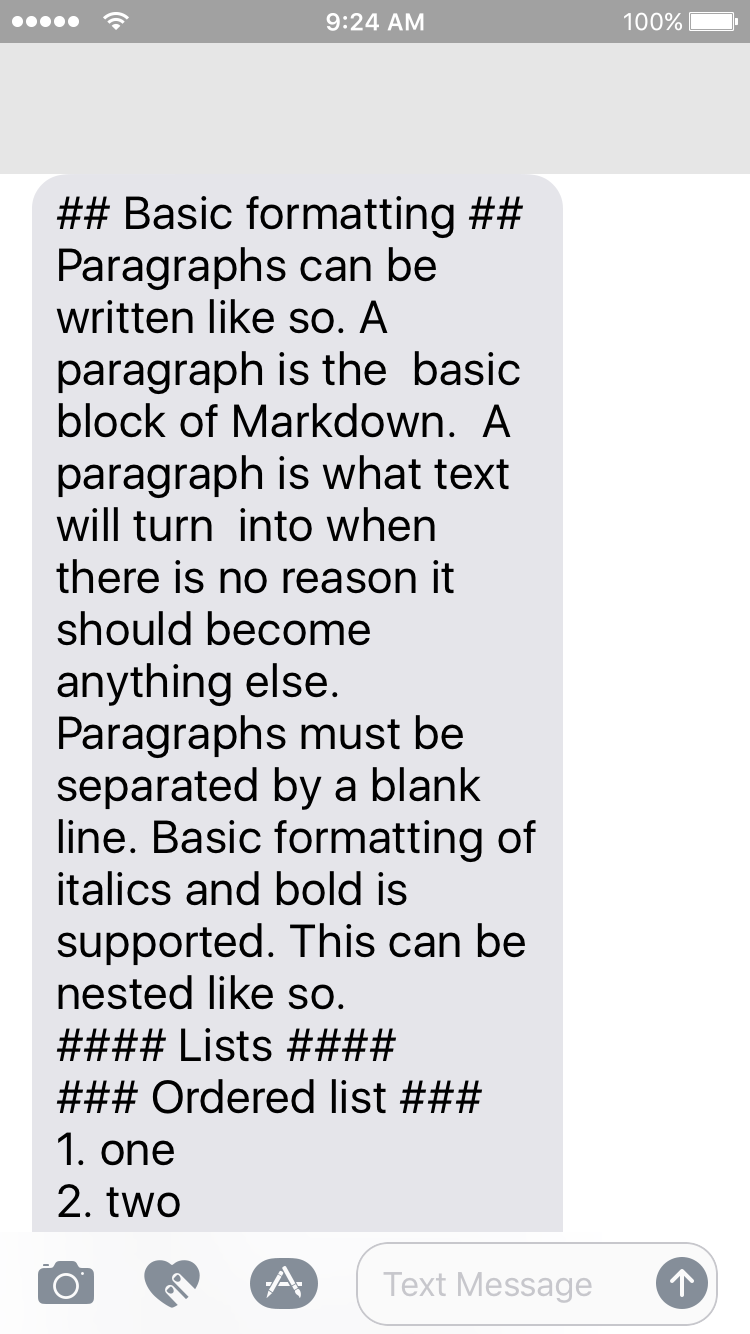 9:24 AM
100%
## Basic formatting ##
Paragraphs can be
written like so. A
paragraph is the  basic
block of Markdown.  A
paragraph is what text
will turn  into when
there is no reason it
should become
anything else.
Paragraphs must be
separated by a blank
line. Basic formatting of
italics and bold is
supported. This can be
nested like so.
#### Lists ####
### Ordered list ###
1. one
2. two
Text Message